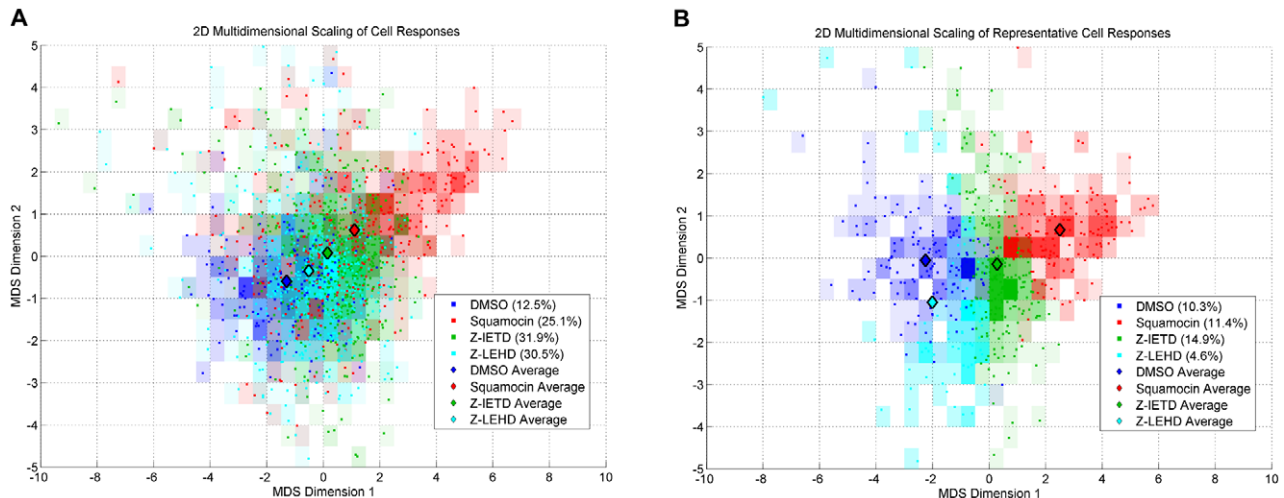 A
2D Multidimensional Scaling of Cell Responses
MDS Dimension 2
5
4
3
2
1
0
-1
-2
-3
-4
-5
DMSO (12.5%)
Squamocin (25.1%)
Z-IETD (31.9%)
Z-LEHD (30.5%)
DMSO Average
Squamocin Average
Z-IETD Average
Z-LEHD Average
-10 -8 -6 -4 -2 0 2 4 6 8 10
MDS Dimension 1
B
2D Multidimensional Scaling of Representative Cell Responses
MDS Dimension 2
5
4
3
2
1
0
-1
-2
-3
-4
-5
DMSO (10.3%)
Squamocin (11.4%)
Z-IETD (14.9%)
Z-LEHD (4.6%)
DMSO Average
Squamocin Average
Z-IETD Average
Z-LEHD Average
-10 -8 -6 -4 -2 0 2 4 6 8 10
MDS Dimension 1